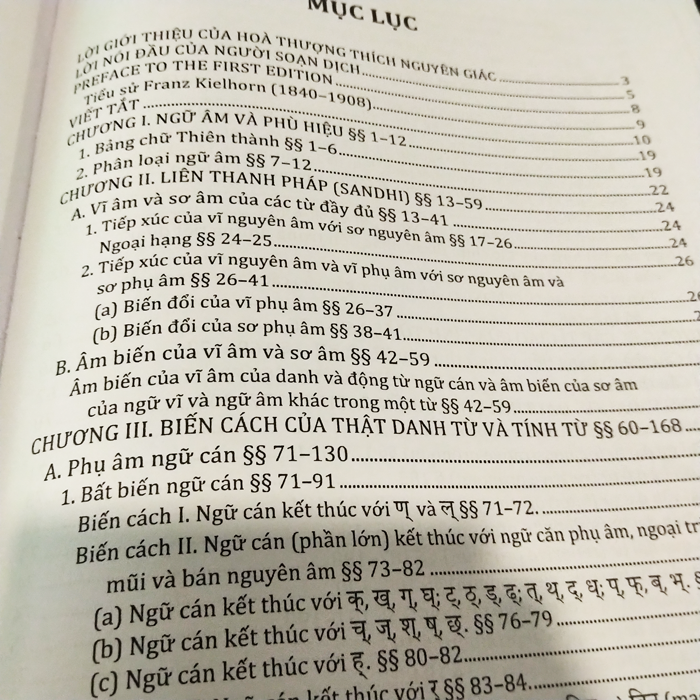 MỤC LỤC
LỜI GIỚI THIỆU CỦA HOÀ THƯỢNG THÍCH NGUYÊN GIÁC ........ 3
LỜI NÓI ĐẦU CỦA NGƯỜI SOẠN DỊCH ........ 5
PREFACE TO THE FIRST EDITION ........ 8
Tiểu sử Franz Kielhorn (1840–1908) ........ 9
VIẾT TẮT ........ 10
CHƯƠNG I. NGỮ ÂM VÀ PHÙ HIỆU §§ 1–12 ........ 19
1. Bảng chữ Thiên thành §§ 1–6 ........ 19
2. Phân loại ngữ âm §§ 7–12 ........ 22
CHƯƠNG II. LIÊN THANH PHÁP (SANDHI) §§ 13–59 ........ 24
A. Vĩ âm và sơ âm của các từ đầy đủ §§ 13–41 ........ 24
1. Tiếp xúc của vĩ nguyên âm với sơ nguyên âm §§ 17–26 ........ 24
Ngoại hạng §§ 24–25 ........ 26
2. Tiếp xúc của vĩ nguyên âm và vĩ phụ âm với sơ nguyên âm và
sơ phụ âm §§ 26–41 ........
(a) Biến đổi của vĩ phụ âm §§ 26–37 ........
(b) Biến đổi của sơ phụ âm §§ 38–41 ........
B. Âm biến của vĩ âm và sơ âm §§ 42–59 ........
Âm biến của vĩ âm của danh và động từ ngữ cán và âm biến của sơ âm
của ngữ vĩ và ngữ âm khác trong một từ §§ 42–59 ........
CHƯƠNG III. BIẾN CÁCH CỦA THẬT DANH TỪ VÀ TÍNH TỪ §§ 60–168 ....
A. Phụ âm ngữ cán §§ 71–130 ........
1. Bất biến ngữ cán §§ 71–91 ........
Biến cách I. Ngữ cán kết thúc với ण् và ल् §§ 71–72. ........
Biến cách II. Ngữ cán (phần lớn) kết thúc với ngữ căn phụ âm, ngoại tr
mũi và bán nguyên âm §§ 73–82 ........
(a) Ngữ cán kết thúc với क्, ख्, ग्, घ्; ट्, ठ्, ड्, ढ्; त्, थ्, द्, ध्; प्, फ्, ब्, भ्.
(b) Ngữ cán kết thúc với च्, ज्, श्, ष्, छ्. §§ 76–79 ........
(c) Ngữ cán kết thúc với ह्. §§ 80–82 ........
kết thúc với र् §§ 83–84 ........